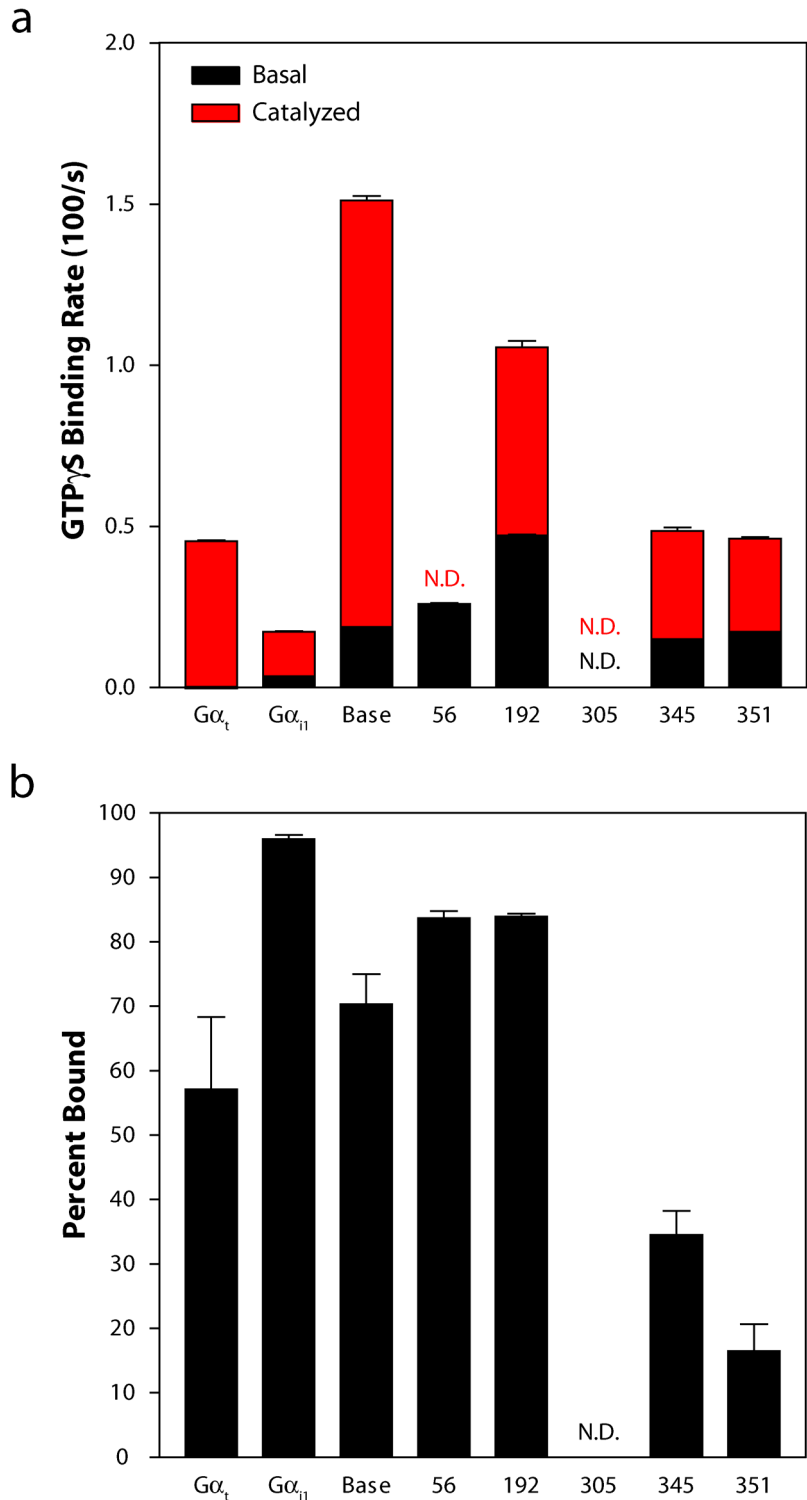 a
2.0
Basal
Catalyzed
1.5
1.0
0.5
0.0
GTPγS Binding Rate (100/s)
N.D.
N.D.
N.D.
Gαt Gαi1 Base 56 192 305 345 351
b
100
90
80
70
60
50
40
30
20
10
0
Percent Bound
N.D.
Gαt Gαi1 Base 56 192 305 345 351